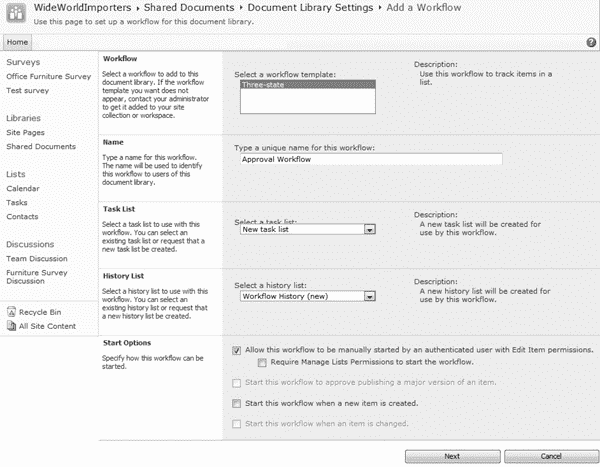 WideWorldImporters ▸ Shared Documents ▸ Document Library Settings ▸ Add a Workflow
Use this page to set up a workflow for this document library.
Home
Surveys
Office Furniture Survey
Test survey
Libraries
Site Pages
Shared Documents
Lists
Calendar
Tasks
Contacts
Discussions
Team Discussion
Furniture Survey
Discussion
Recycle Bin
All Site Content
Workflow
Select a workflow to add to this
document library. If the workflow
template you want does not
appear, contact your administrator
to get it added to your site
collection or workspace.
Select a workflow template:
Three-state
Description:
Use this workflow to track items in a
list.
Name
Type a name for this workflow.
The name will be used to identify
this workflow to users of this
document library.
Type a unique name for this workflow:
Approval Workflow
Task List
Select a task list to use with this
workflow. You can select an
existing task list or request that a
new task list be created.
Select a task list:
New task list
Description:
A new task list will be created for
use by this workflow.
History List
Select a history list to use with this
workflow. You can select an
existing history list or request that
a new history list be created.
Select a history list:
Workflow History (new)
Description:
A new history list will be created for
use by this workflow.
Start Options
Specify how this workflow can be
started.
Allow this workflow to be manually started by an authenticated user with Edit Item permissions.
Require Manage Lists Permissions to start the workflow.
Start this workflow to approve publishing a major version of an item.
Start this workflow when a new item is created.
Start this workflow when an item is changed.
Next
Cancel